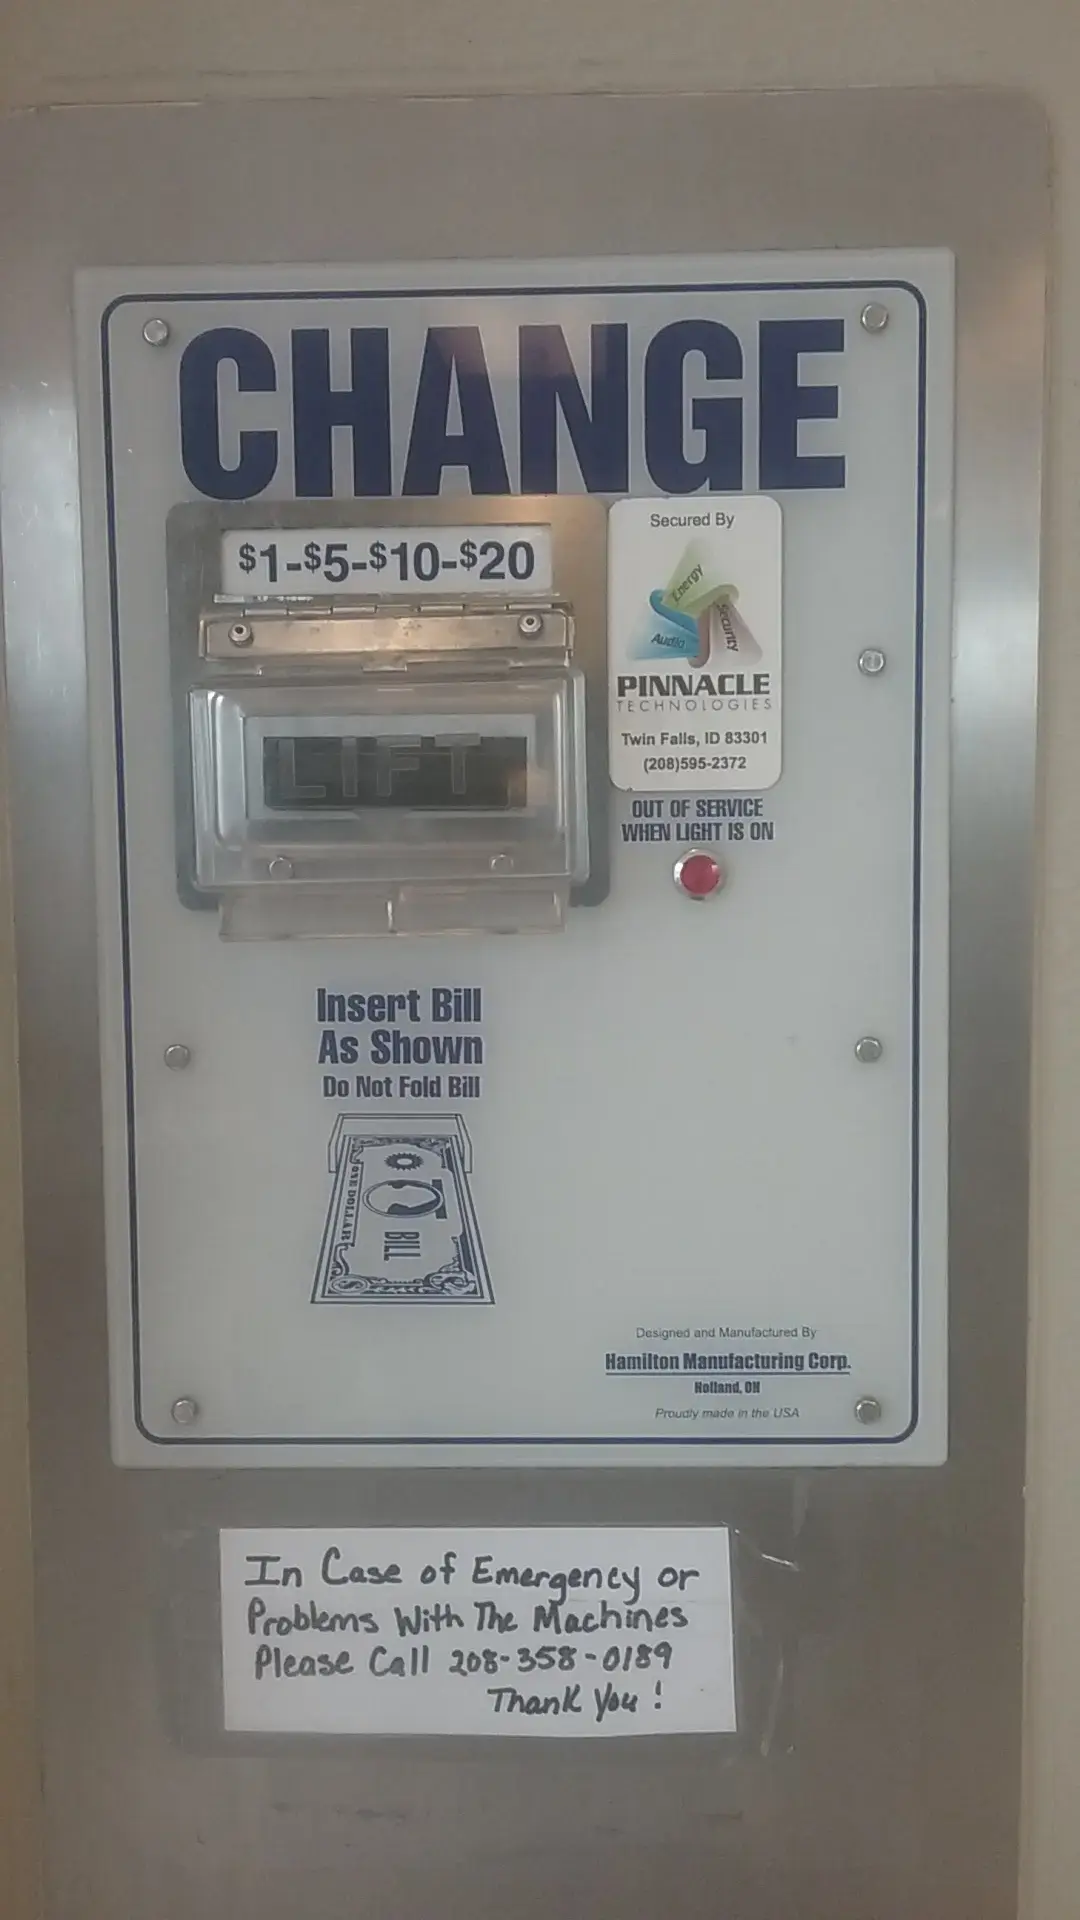 CHANGE
$1-$5-$10-$20
Secured By
Energy
Audio
Security
PINNACLE
TECHNOLOGIES
Twin Falls, ID 83301
(208)595-2372
LIFT
OUT OF SERVICE
WHEN LIGHT IS ON
Insert Bill
As Shown
Do Not Fold Bill
ONE DOLLAR
BILL
Designed and Manufactured By
Hamilton Manufacturing Corp.
Holland, OH
Proudly made in the USA
In Case of Emergency or
Problems With The Machines
Please Call 208-358-0189
Thank You!